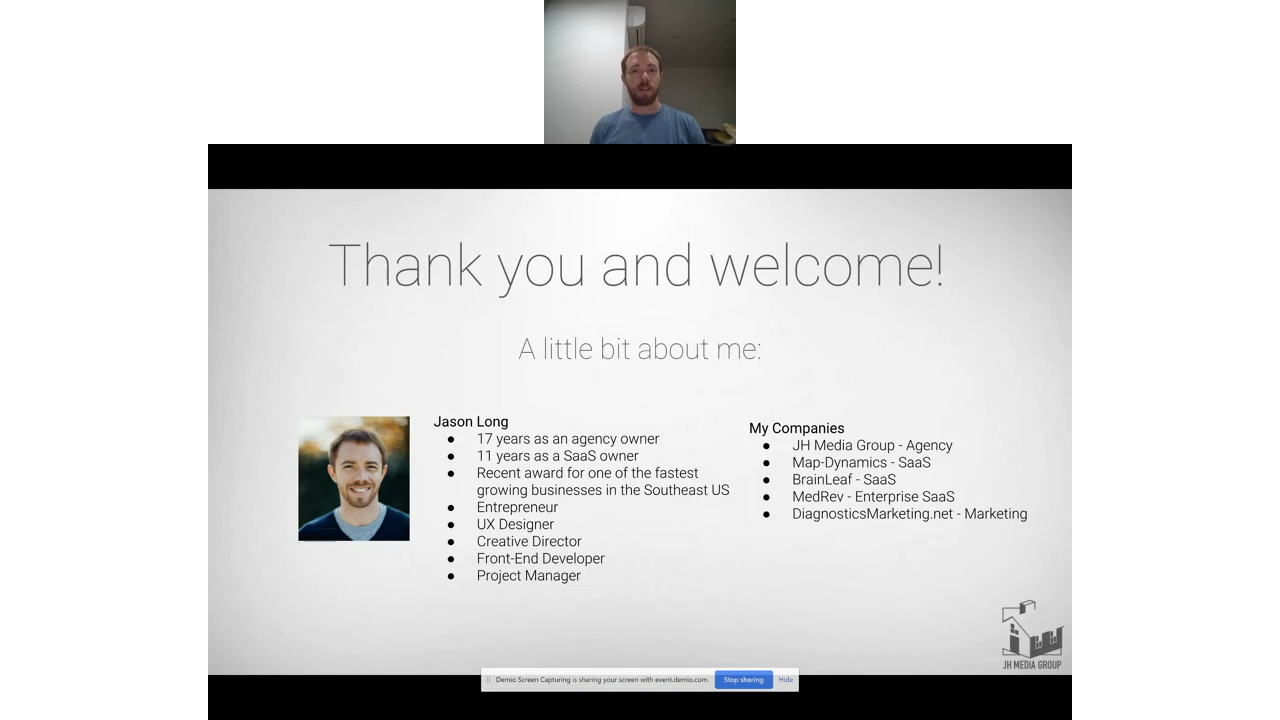 Thank you and welcome!
A little bit about me:
Jason Long
● 17 years as an agency owner
● 11 years as a SaaS owner
● Recent award for one of the fastest
growing businesses in the Southeast US
● Entrepreneur
● UX Designer
● Creative Director
● Front-End Developer
● Project Manager
My Companies
● JH Media Group - Agency
● Map-Dynamics - SaaS
● BrainLeaf - SaaS
● MedRev - Enterprise SaaS
● DiagnosticsMarketing.net - Marketing
JH MEDIA GROUP
Demio Screen Capturing is sharing your screen with event.demio.com. Stop sharing Hide